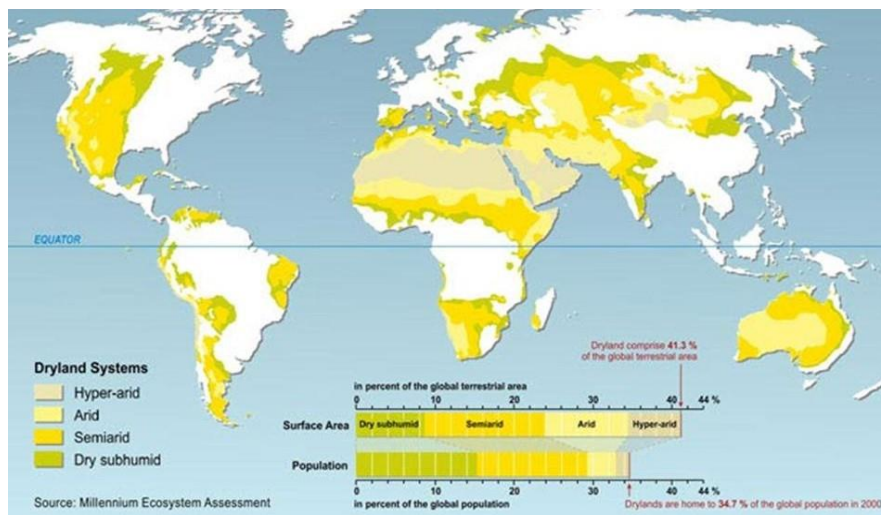 EQUATOR
Dryland Systems
Hyper-arid
Arid
Semiarid
Dry subhumid
Source: Millennium Ecosystem Assessment
Dryland comprise 41.3 %
of the global terrestrial area
in percent of the global terrestrial area
0 10 20 30 40 44 %
Surface Area Dry subhumid Semiarid Arid Hyper-arid
Population
0 10 20 30 44 %
in percent of the global population
Drylands are home to 34.7 % of the global population in 2000